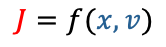 J = f(x, v)